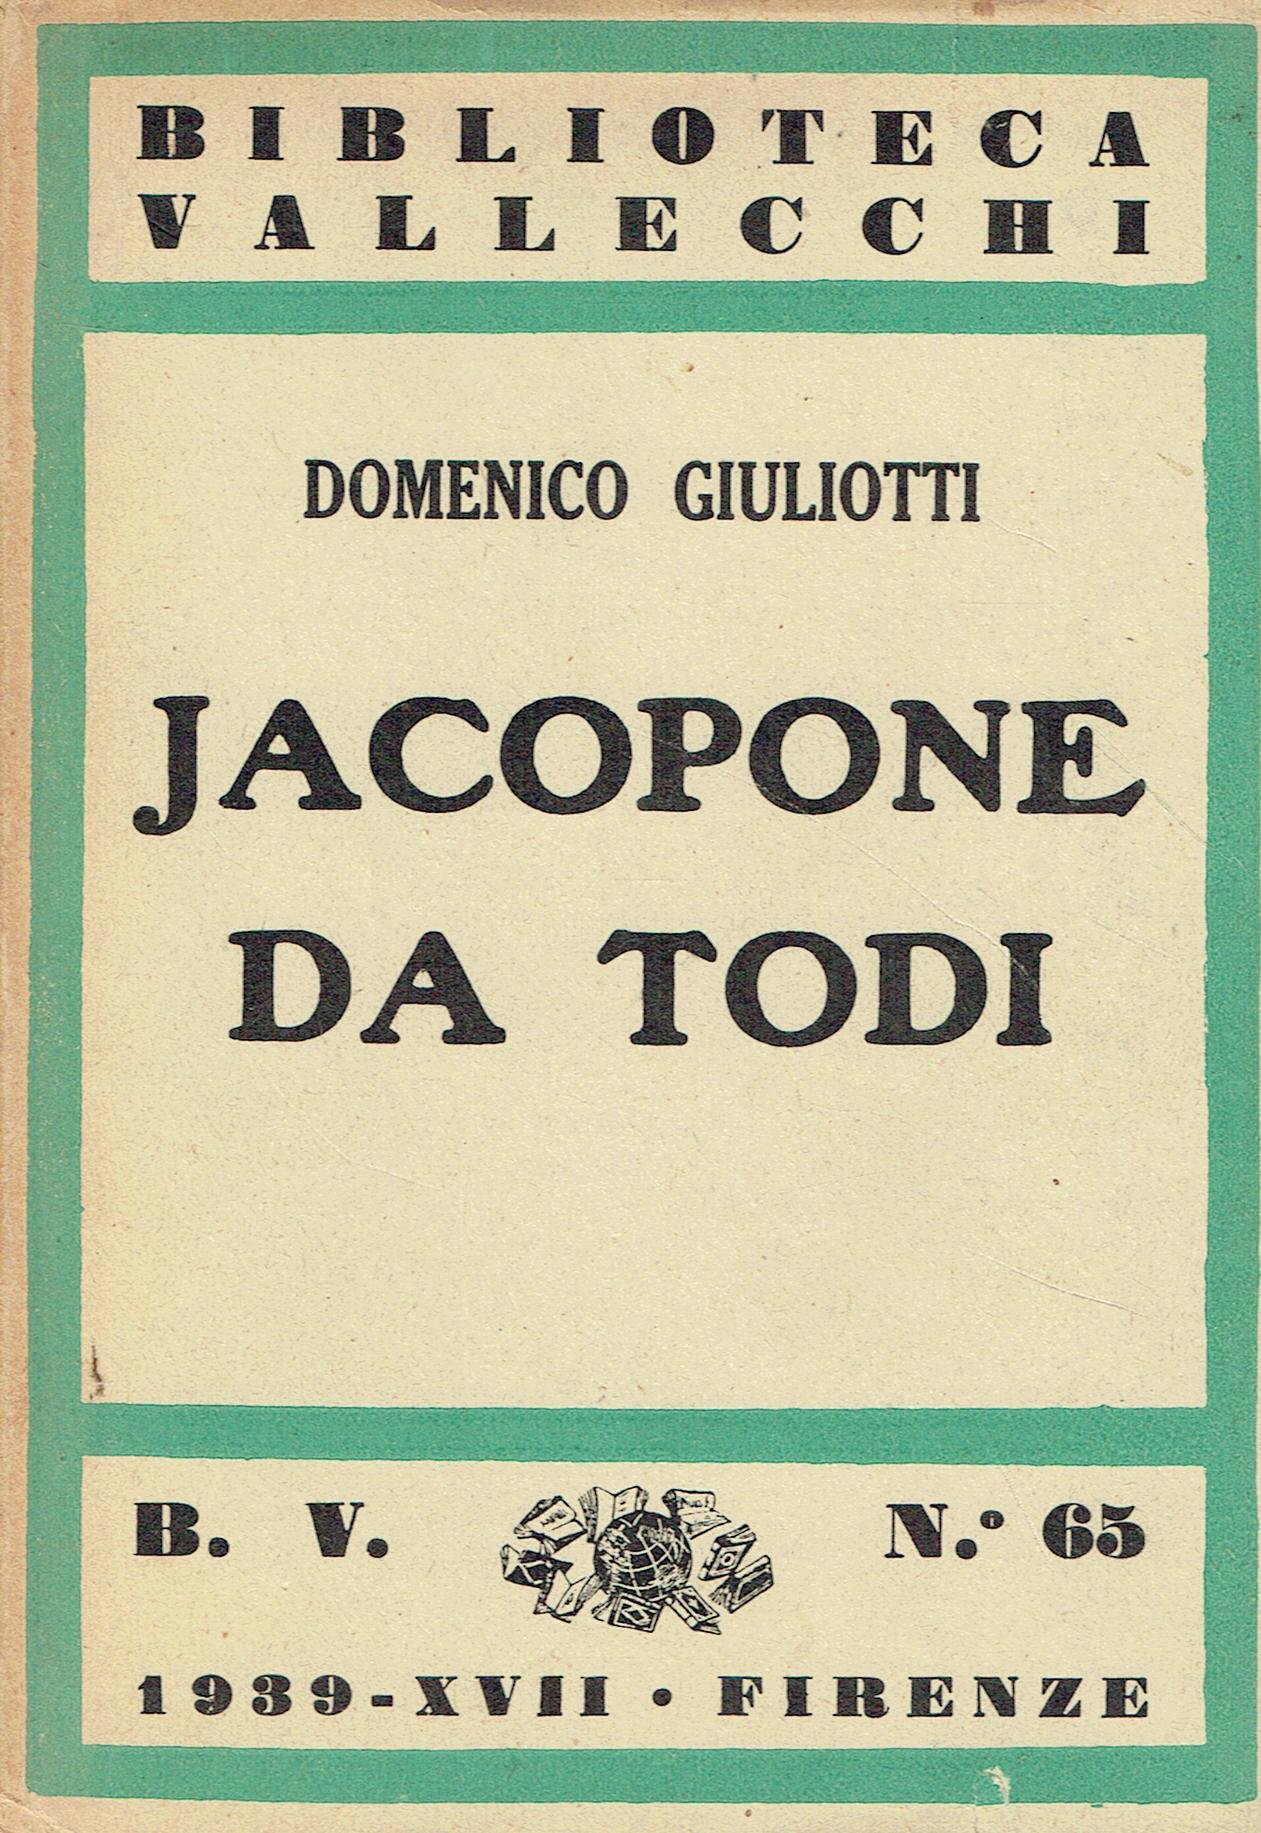 BIBLIOTECA
VALLECCHI
DOMENICO GIULIOTTI
JACOPONE
DA TODI
B. V. N.º 65
1939-XVII • FIRENZE